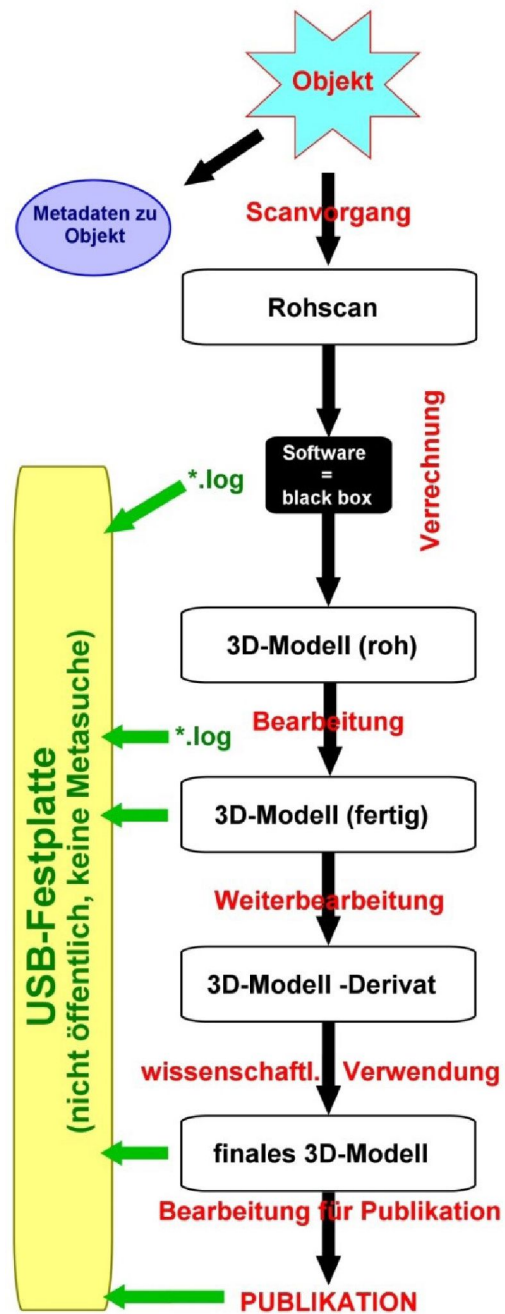 Objekt
Metadaten zu
Objekt
Scanvorgang
Rohscan
Verrechnung
Software
=
black box
*.log
3D-Modell (roh)
Bearbeitung
*.log
3D-Modell (fertig)
Weiterbearbeitung
3D-Modell -Derivat
wissenschaftl. Verwendung
finales 3D-Modell
Bearbeitung für Publikation
PUBLIKATION
USB-Festplatte
(nicht öffentlich, keine Metasuche)